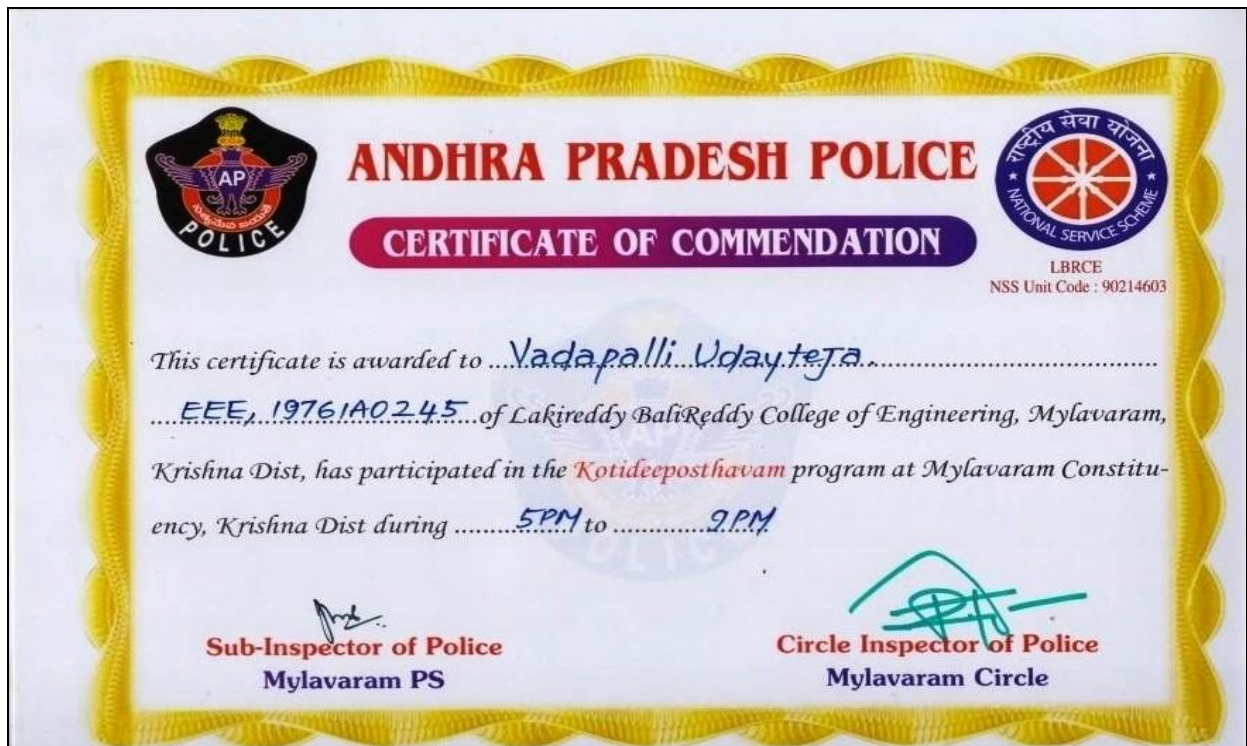 ANDHRA PRADESH POLICE
CERTIFICATE OF COMMENDATION
AP
POLICE
राष्ट्रीय सेवा योजना
NATIONAL SERVICE SCHEME
LBRCE
NSS Unit Code : 90214603
This certificate is awarded to Vadapalli Udayteja.
EEE, 19761A0245 of Lakireddy BaliReddy College of Engineering, Mylavaram,
Krishna Dist, has participated in the Kotideeposthavam program at Mylavaram Constitu-
ency, Krishna Dist during 5PM to 9PM
Sub-Inspector of Police
Mylavaram PS
Circle Inspector of Police
Mylavaram Circle